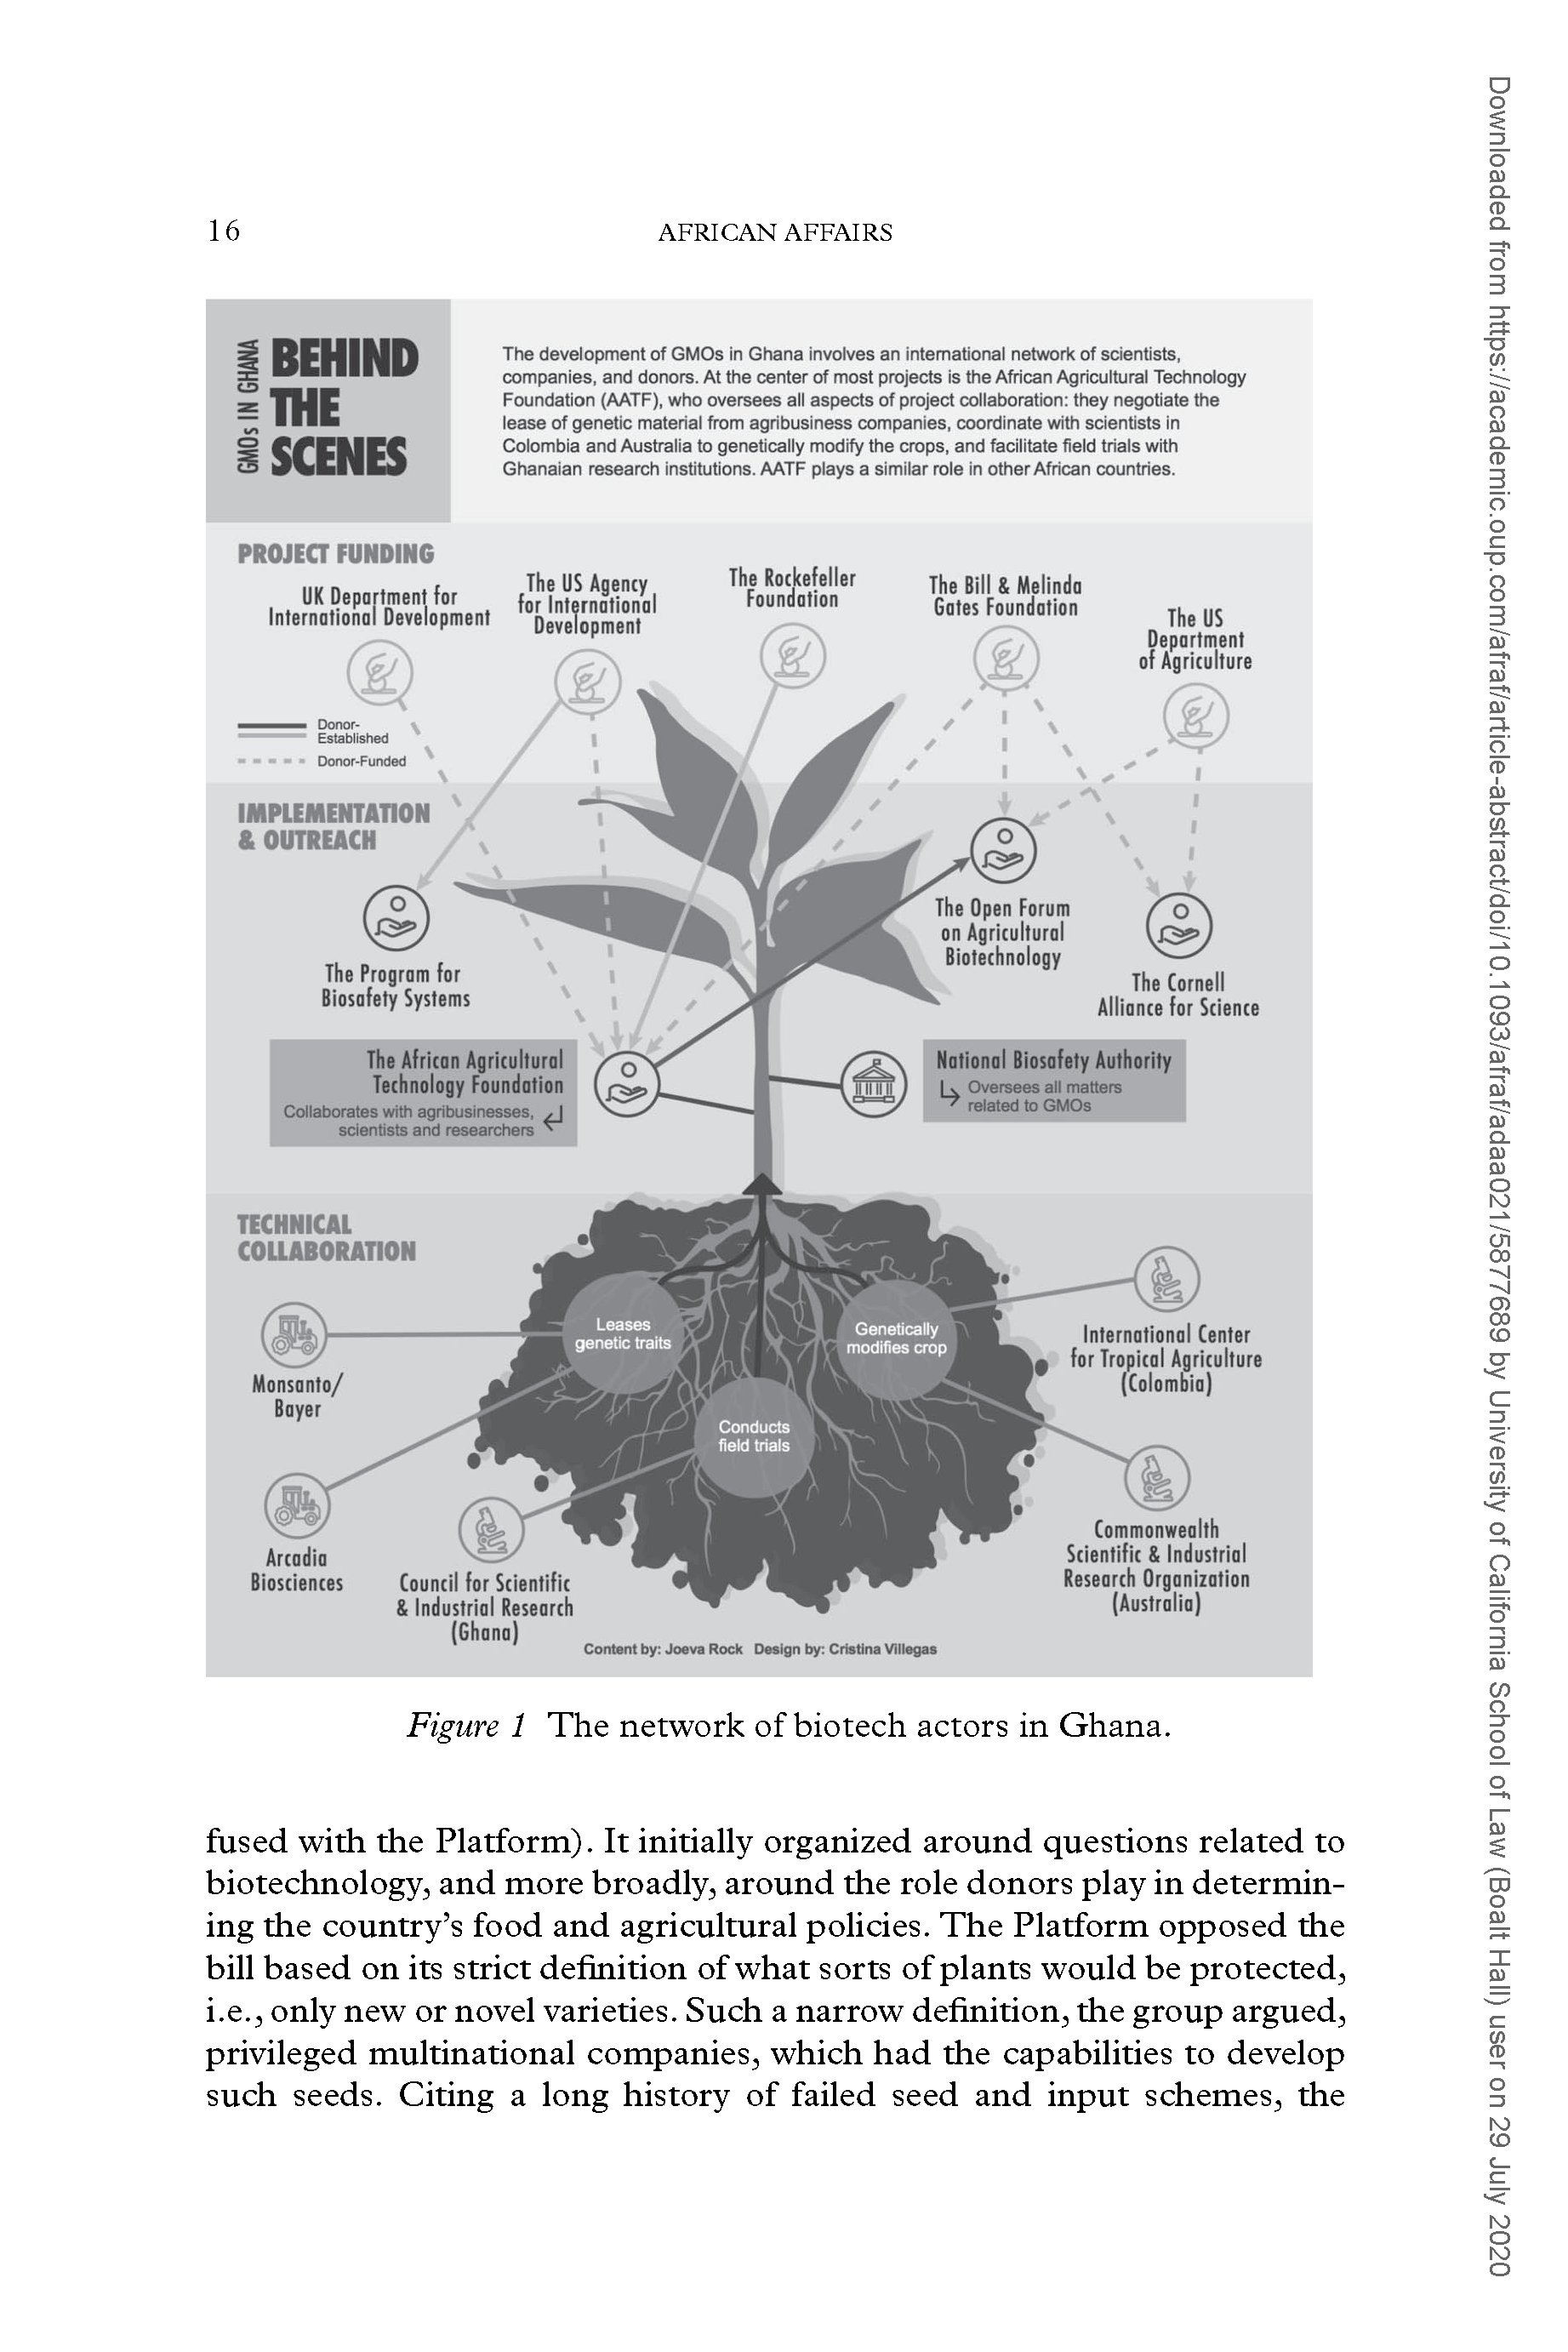 16
AFRICAN AFFAIRS
GMOs IN GHANA
BEHIND
THE
SCENES
The development of GMOs in Ghana involves an international network of scientists,
companies, and donors. At the center of most projects is the African Agricultural Technology
Foundation (AATF), who oversees all aspects of project collaboration: they negotiate the
lease of genetic material from agribusiness companies, coordinate with scientists in
Colombia and Australia to genetically modify the crops, and facilitate field trials with
Ghanaian research institutions. AATF plays a similar role in other African countries.
PROJECT FUNDING
UK Department for
International Development
The US Agency
for International
Development
The Rockefeller
Foundation
The Bill & Melinda
Gates Foundation
The US
Department
of Agriculture
Donor-
Established
Donor-Funded
IMPLEMENTATION
& OUTREACH
The Program for
Biosafety Systems
The Open Forum
on Agricultural
Biotechnology
The Cornell
Alliance for Science
The African Agricultural
Technology Foundation
Collaborates with agribusinesses,
scientists and researchers
National Biosafety Authority
Oversees all matters
related to GMOs
TECHNICAL
COLLABORATION
Monsanto/
Bayer
Leases
genetic traits
Genetically
modifies crop
International Center
for Tropical Agriculture
(Colombia)
Conducts
field trials
Arcadia
Biosciences
Council for Scientific
& Industrial Research
(Ghana)
Commonwealth
Scientific & Industrial
Research Organization
(Australia)
Content by: Joeva Rock Design by: Cristina Villegas
Figure 1 The network of biotech actors in Ghana.
fused with the Platform). It initially organized around questions related to
biotechnology, and more broadly, around the role donors play in determin-
ing the country's food and agricultural policies. The Platform opposed the
bill based on its strict definition of what sorts of plants would be protected,
i.e., only new or novel varieties. Such a narrow definition, the group argued,
privileged multinational companies, which had the capabilities to develop
such seeds. Citing a long history of failed seed and input schemes, the
Downloaded from https://academic.oup.com/afraf/article-abstract/doi/10.1093/afraf/adaa021/5877689 by University of California School of Law (Boalt Hall) user on 29 July 2020